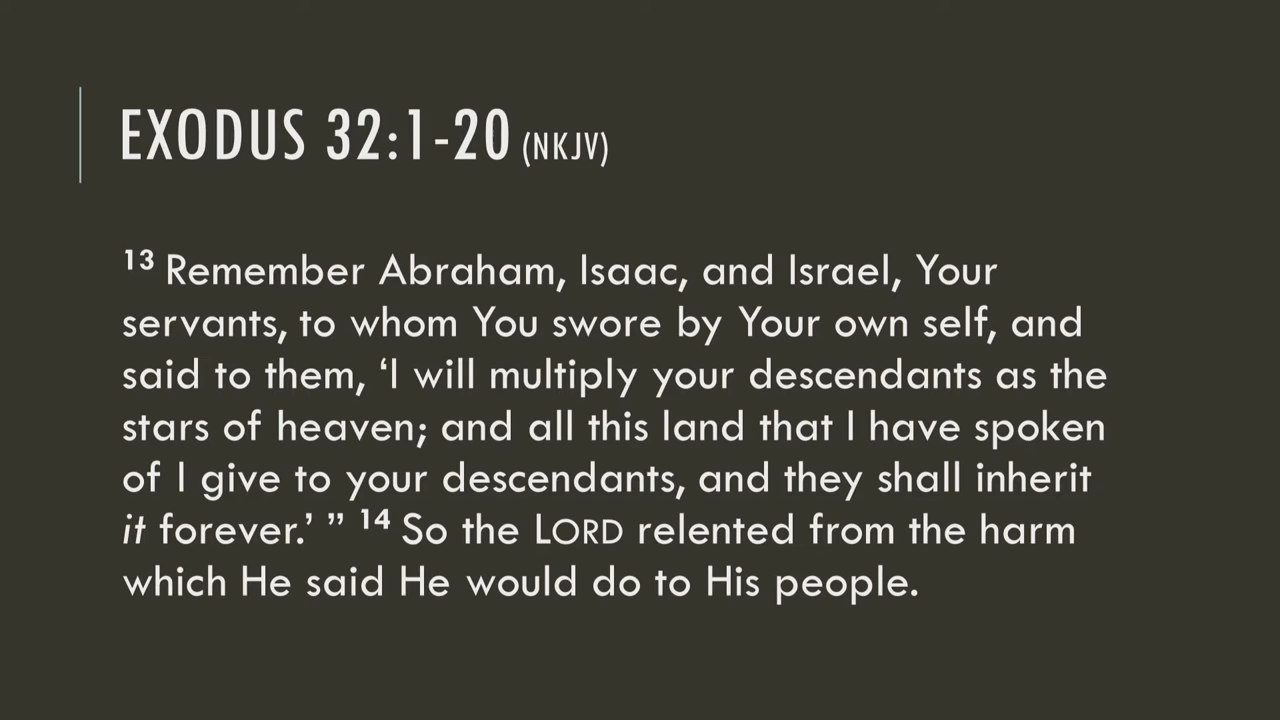 EXODUS 32:1-20 (NKJV)
¹³ Remember Abraham, Isaac, and Israel, Your
servants, to whom You swore by Your own self, and
said to them, ‘I will multiply your descendants as the
stars of heaven; and all this land that I have spoken
of I give to your descendants, and they shall inherit
it forever.’ ” ¹⁴ So the LORD relented from the harm
which He said He would do to His people.